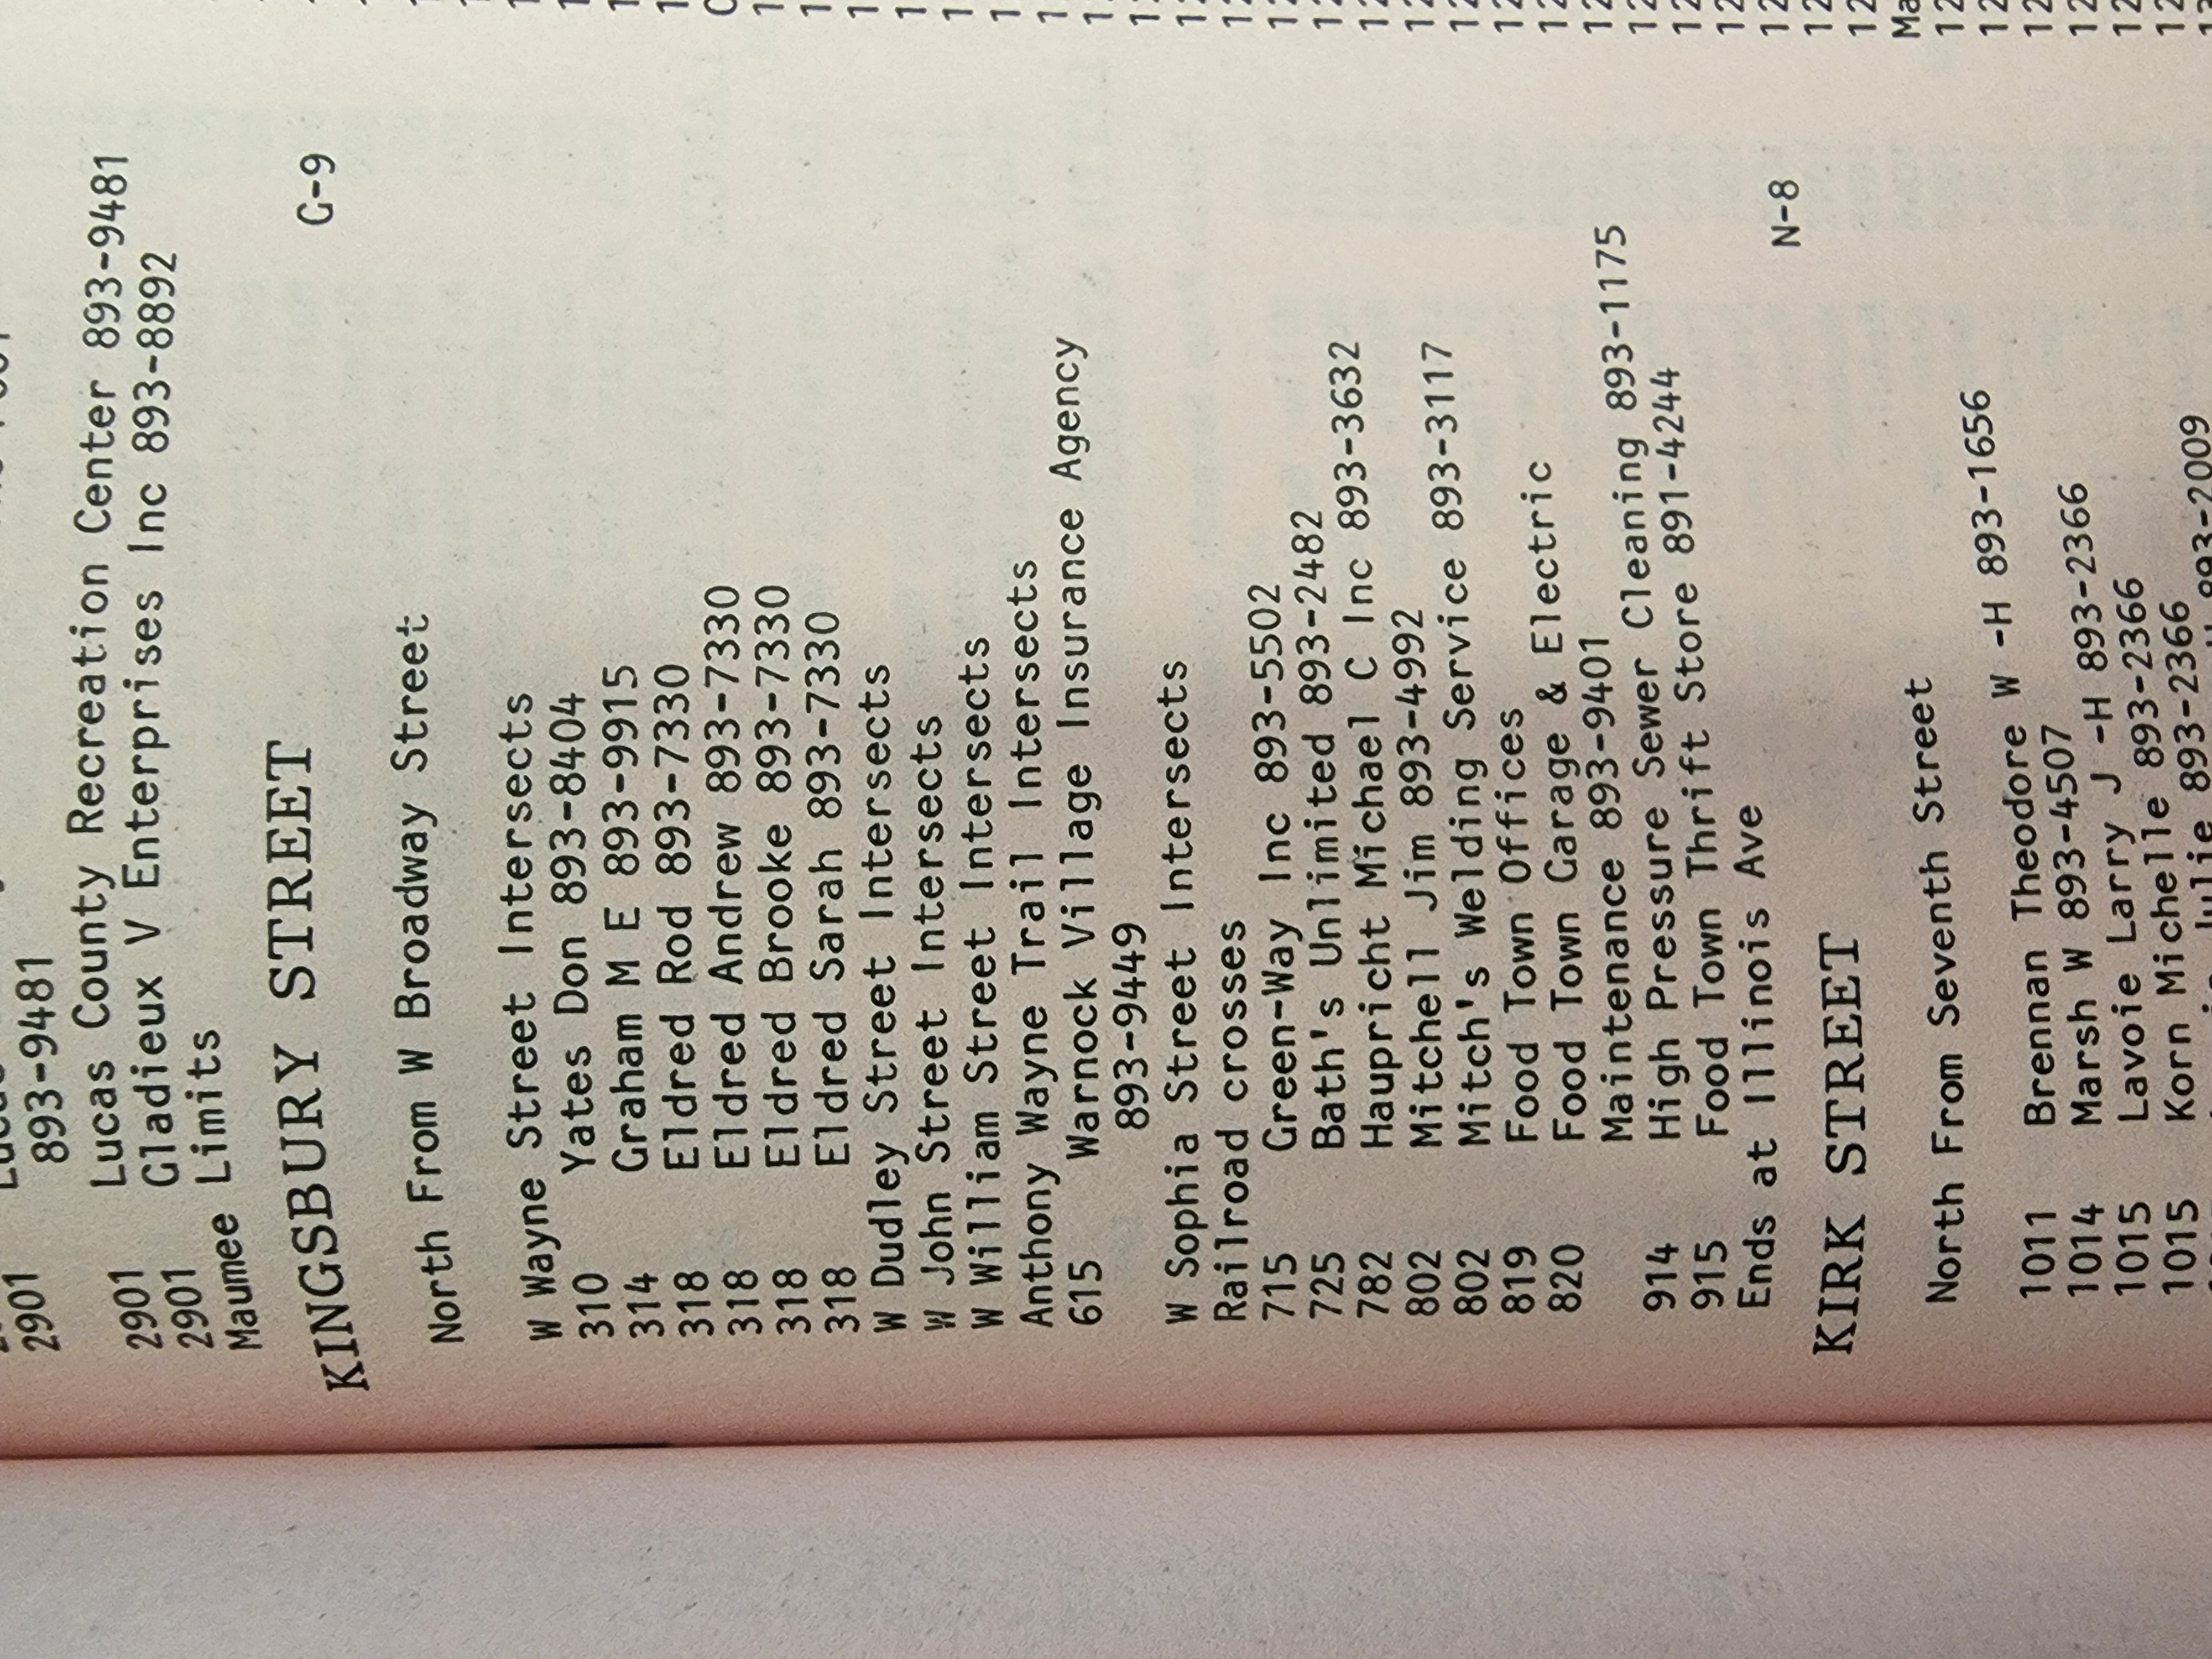 2901
893-9481
2901 Lucas County Recreation Center 893-9481
2901 Gladieux V Enterprises Inc 893-8892
Maumee Limits
KINGSBURY STREET G-9
North From W Broadway Street
W Wayne Street Intersects
310 Yates Don 893-8404
314 Graham M E 893-9915
318 Eldred Rod 893-7330
318 Eldred Andrew 893-7330
318 Eldred Brooke 893-7330
318 Eldred Sarah 893-7330
W Dudley Street Intersects
W John Street Intersects
W William Street Intersects
Anthony Wayne Trail Intersects
615 Warnock Village Insurance Agency
893-9449
W Sophia Street Intersects
Railroad crosses
715 Green-Way Inc 893-5502
725 Bath's Unlimited 893-2482
782 Haupricht Michael C Inc 893-3632
802 Mitchell Jim 893-4992
802 Mitch's Welding Service 893-3117
819 Food Town Offices
820 Food Town Garage & Electric
Maintenance 893-9401
914 High Pressure Sewer Cleaning 893-1175
915 Food Town Thrift Store 891-4244
Ends at Illinois Ave
KIRK STREET N-8
North From Seventh Street
1011 Brennan Theodore W -H 893-1656
1014 Marsh W 893-4507
1015 Lavoie Larry J -H 893-2366
1015 Korn Michelle 893-2366
Julie 893-2366
893-2009